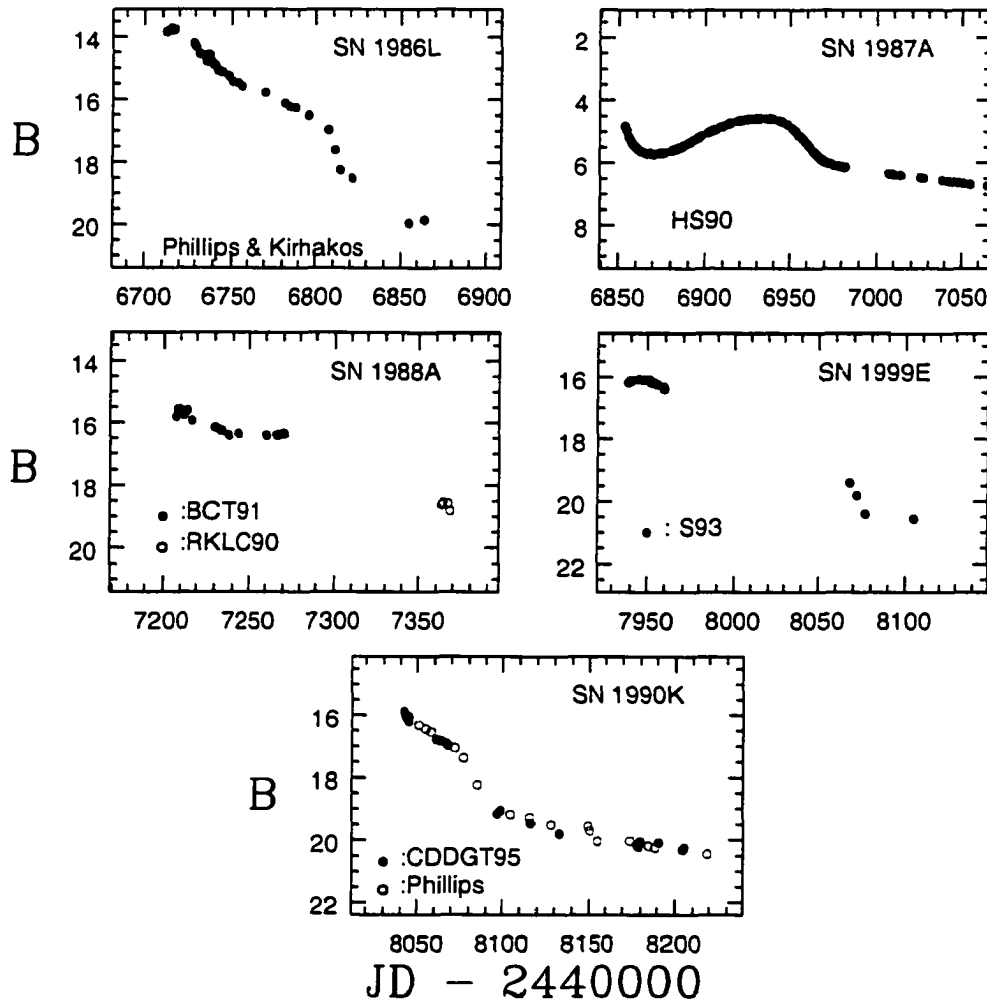 SN 1986L
14
16
18
20
B
Phillips & Kirhakos
6700 6750 6800 6850 6900
SN 1987A
2
4
6
8
HS90
6850 6900 6950 7000 7050
SN 1988A
14
16
18
20
B
:BCT91
:RKLC90
7200 7250 7300 7350
SN 1999E
16
18
20
22
: S93
7950 8000 8050 8100
SN 1990K
16
18
20
22
B
:CDDGT95
:Phillips
8050 8100 8150 8200
JD - 2440000